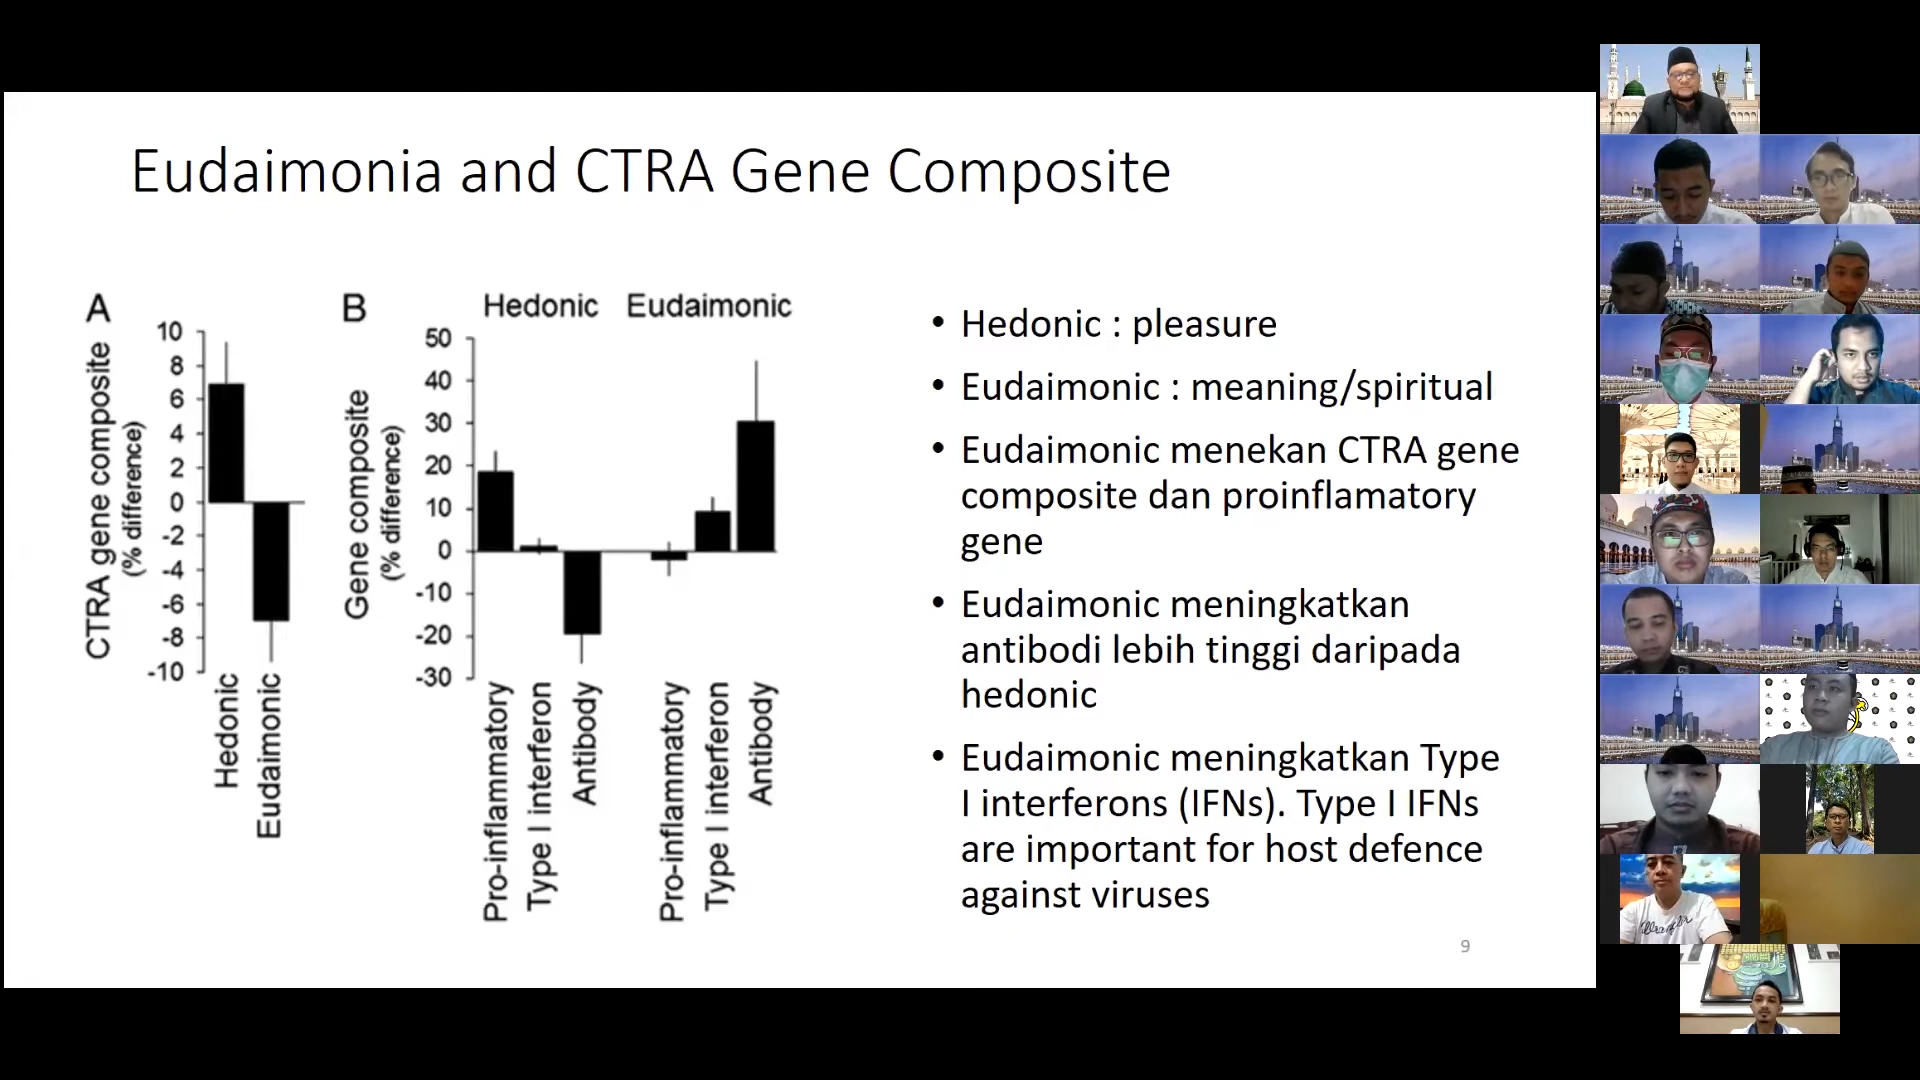 Eudaimonia and CTRA Gene Composite
A
CTRA gene composite
(% difference)
10
8
6
4
2
0
-2
-4
-6
-8
-10
Hedonic
Eudaimonic
B
Hedonic Eudaimonic
Gene composite
(% difference)
50
40
30
20
10
0
-10
-20
-30
Pro-inflammatory
Type I interferon
Antibody
Pro-inflammatory
Type I interferon
Antibody
• Hedonic : pleasure
• Eudaimonic : meaning/spiritual
• Eudaimonic menekan CTRA gene
composite dan proinflamatory
gene
• Eudaimonic meningkatkan
antibodi lebih tinggi daripada
hedonic
• Eudaimonic meningkatkan Type
I interferons (IFNs). Type I IFNs
are important for host defence
against viruses
9